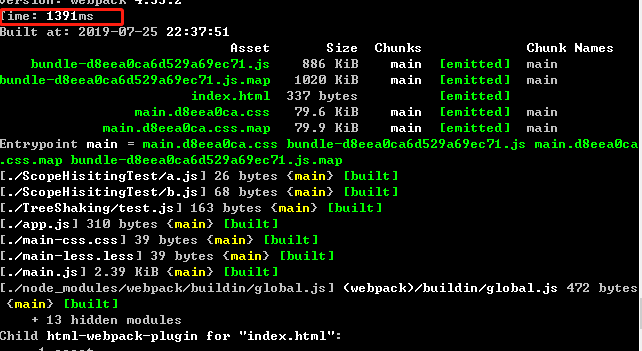 Version: webpack 4.35.2
Time: 1391ms
Built at: 2019-07-25 22:37:51
Asset Size Chunks Chunk Names
bundle-d8eea0ca6d529a69ec71.js 886 KiB main [emitted] main
bundle-d8eea0ca6d529a69ec71.js.map 1020 KiB main [emitted] main
index.html 337 bytes [emitted]
main.d8eea0ca.css 79.6 KiB main [emitted] main
main.d8eea0ca.css.map 79.9 KiB main [emitted] main
Entrypoint main = main.d8eea0ca.css bundle-d8eea0ca6d529a69ec71.js main.d8eea0ca
.css.map bundle-d8eea0ca6d529a69ec71.js.map
[./ScopeHisitingTest/a.js] 26 bytes {main} [built]
[./ScopeHisitingTest/b.js] 68 bytes {main} [built]
[./TreeShaking/test.js] 163 bytes {main} [built]
[./app.js] 310 bytes {main} [built]
[./main-css.css] 39 bytes {main} [built]
[./main-less.less] 39 bytes {main} [built]
[./main.js] 2.39 KiB {main} [built]
[./node_modules/webpack/buildin/global.js] (webpack)/buildin/global.js 472 bytes
{main} [built]
+ 13 hidden modules
Child html-webpack-plugin for "index.html":
1 asset